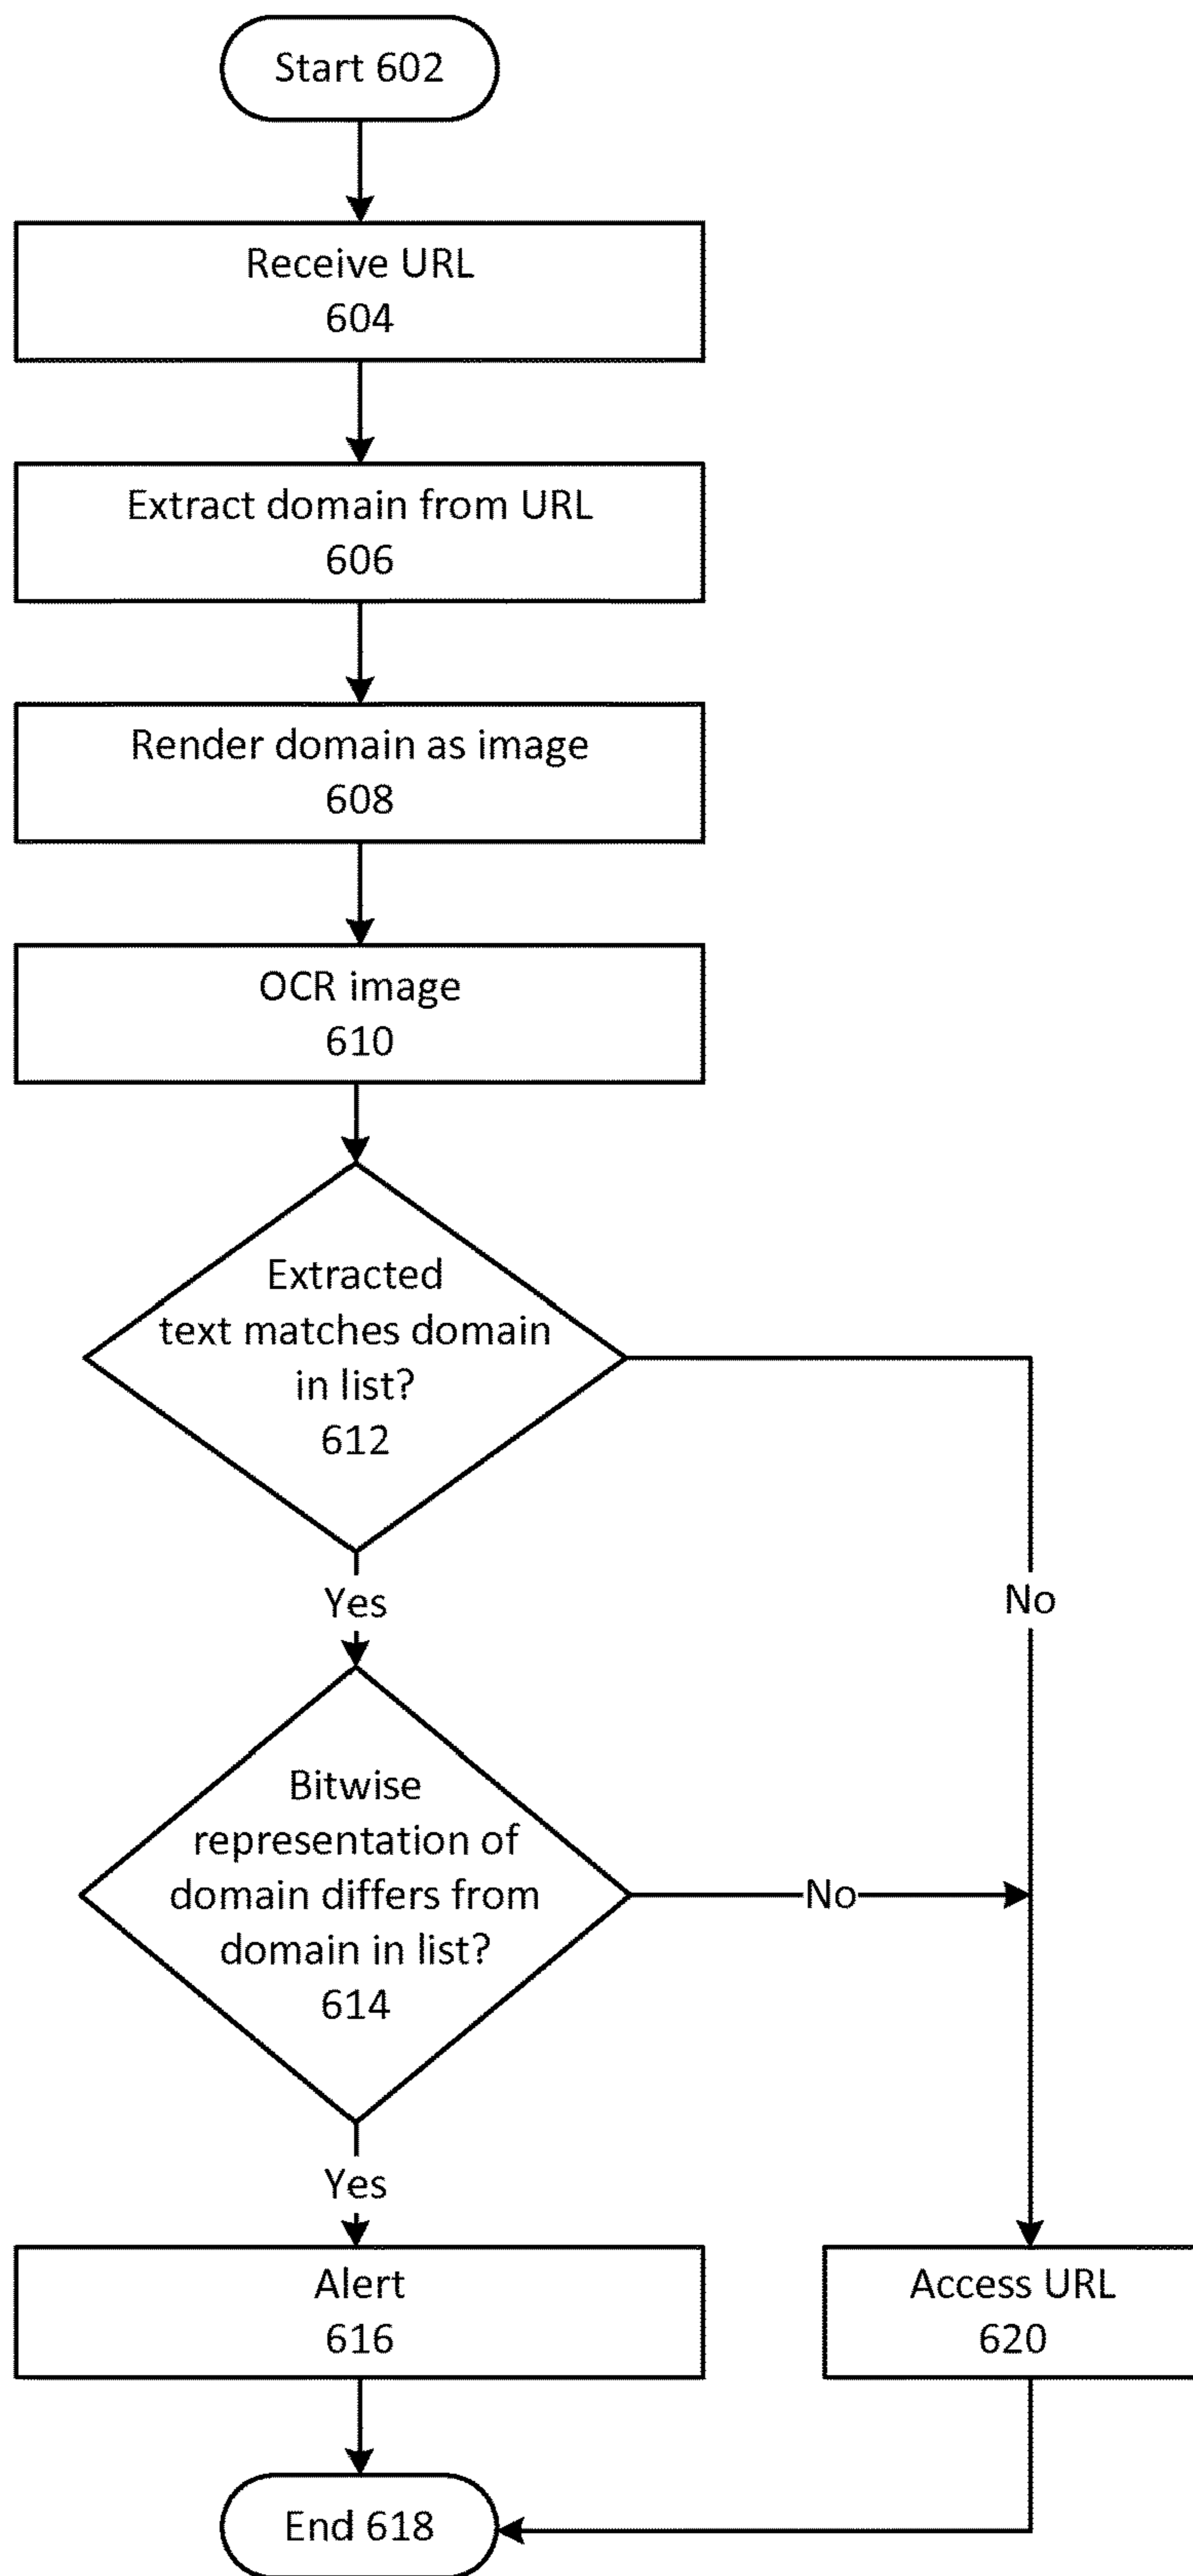 Start 602
Receive URL
604
Extract domain from URL
606
Render domain as image
608
OCR image
610
Extracted
text matches domain
in list?
612
Yes
No
Bitwise
representation of
domain differs from
domain in list?
614
No
Yes
Alert
616
Access URL
620
End 618